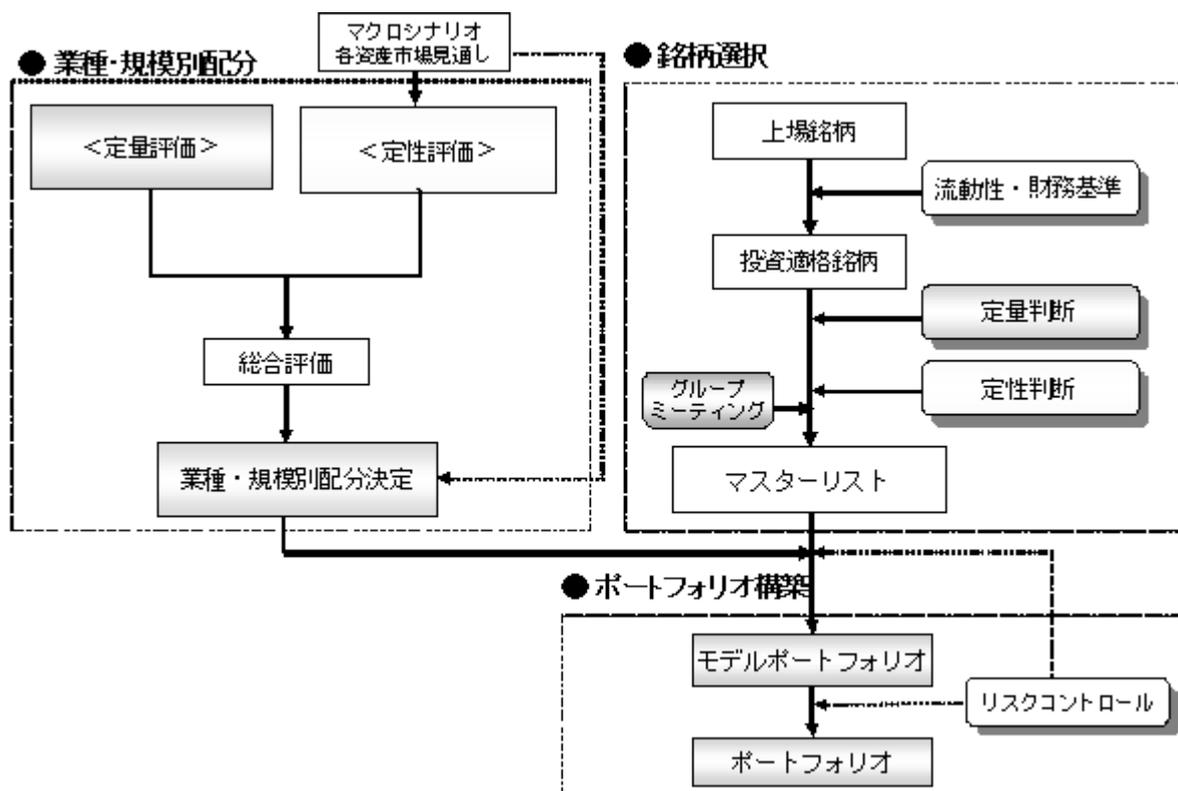 マクロシナリオ
各資産市場見通し
● 業種・規模別配分
＜定量評価＞
＜定性評価＞
総合評価
業種・規模別配分決定
● 銘柄選択
上場銘柄
流動性・財務基準
投資適格銘柄
定量判断
定性判断
グループ
ミーティング
マスターリスト
● ポートフォリオ構築
モデルポートフォリオ
リスクコントロール
ポートフォリオ